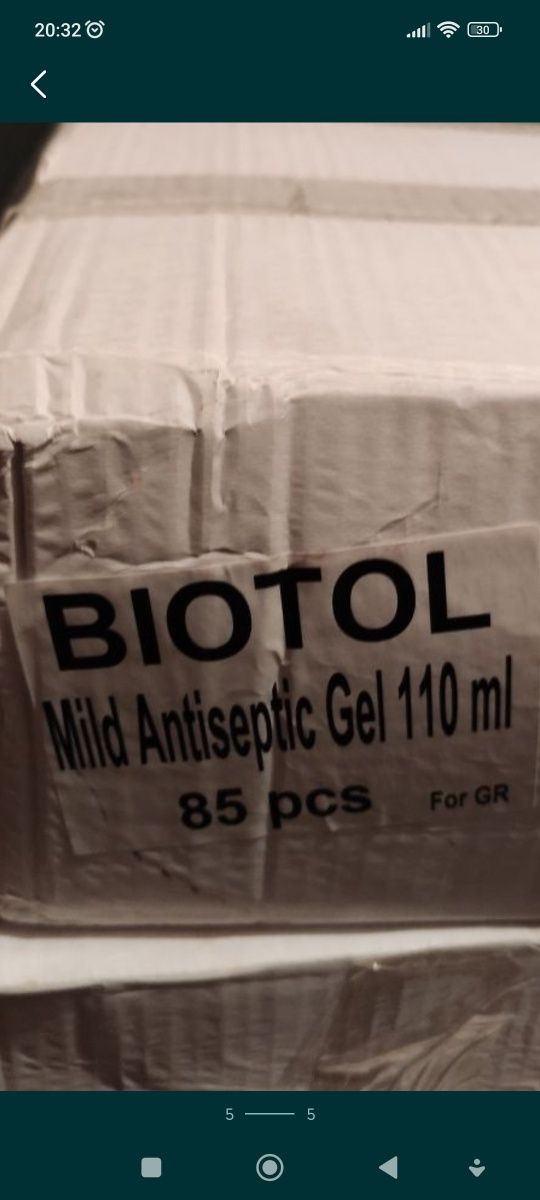 20:32
30
BIOTOL
Mild Antiseptic Gel 110 ml
85 pcs For GR
5 5